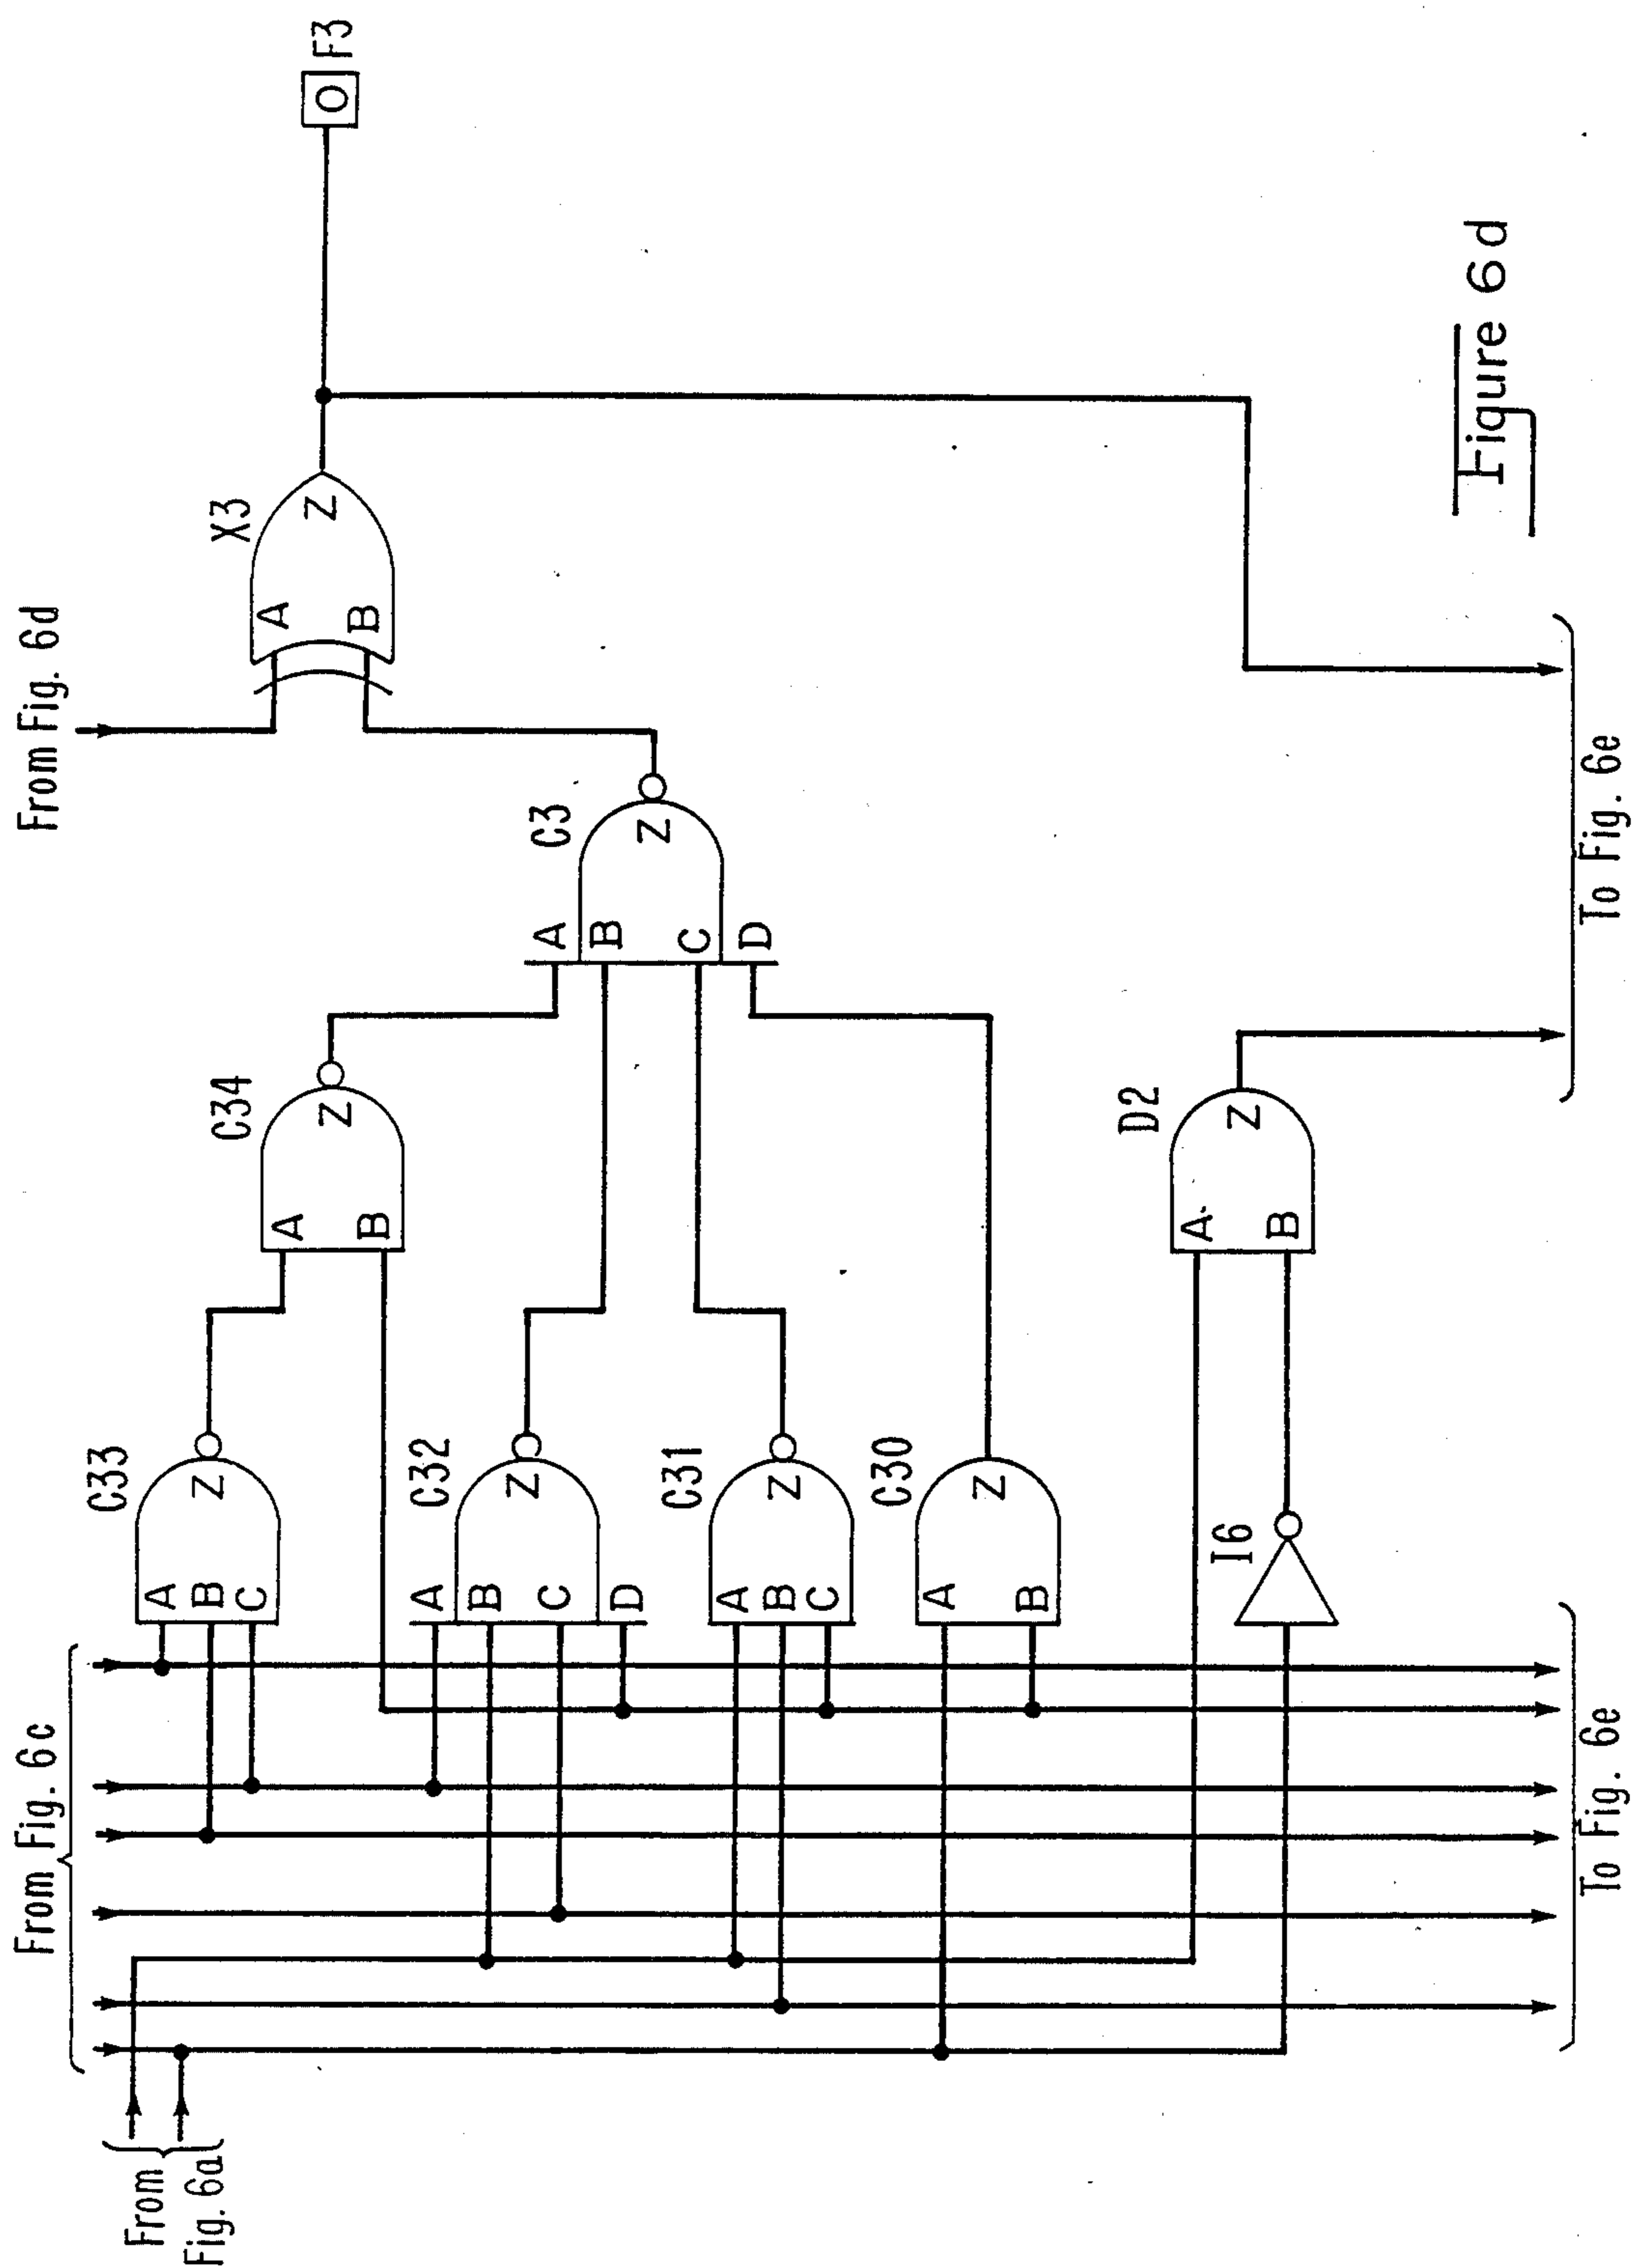 From Fig. 6c
From Fig. 6d
From
Fig. 6a
C33
A
B
C
Z
C34
A
B
Z
X3
A
B
Z
O
F3
C32
A
B
C
D
Z
C3
A
B
C
D
Z
C31
A
B
C
Z
C30
A
B
Z
D2
A
B
Z
I6
To Fig. 6e
To Fig. 6e
Figure 6d